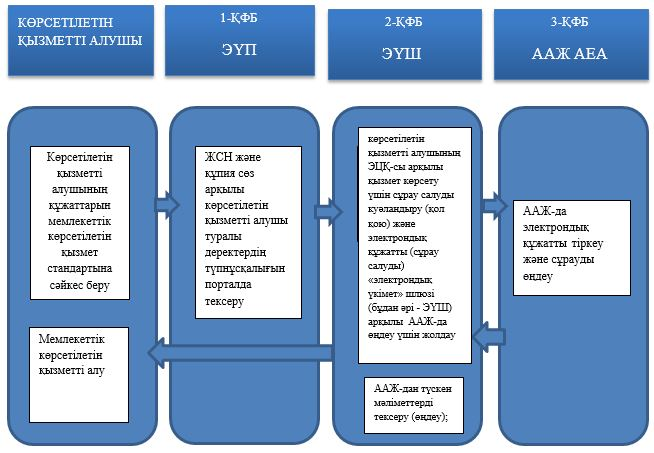 КӨРСЕТІЛЕТІН
ҚЫЗМЕТТІ АЛУШЫ
1-ҚФБ
ЭҮП
2-ҚФБ
ЭҮШ
3-ҚФБ
ААЖ АЕА
Көрсетілетін
қызметті
алушының
құжаттарын
мемлекеттік
көрсетілетін
қызмет
стандартына
сәйкес беру
Мемлекеттік
көрсетілетін
қызметті алу
ЖСН және
құпия сөз
арқылы
көрсетілетін
қызметті алушы
туралы
деректердің
түпнұсқалығын
порталда
тексеру
көрсетілетін
қызметті алушының
ЭЦҚ-сы арқылы
қызмет көрсету
үшін сұрау салуды
куәландыру (қол
қою) және
электрондық
құжатты (сұрау
салуды)
«электрондық
үкімет» шлюзі
(бұдан әрі - ЭҮШ)
арқылы ААЖ-да
өңдеу үшін жолдау
ААЖ-дан түскен
мәліметтерді
тексеру (өңдеу);
ААЖ-да
электрондық
құжатты тіркеу
және сұрауды
өңдеу